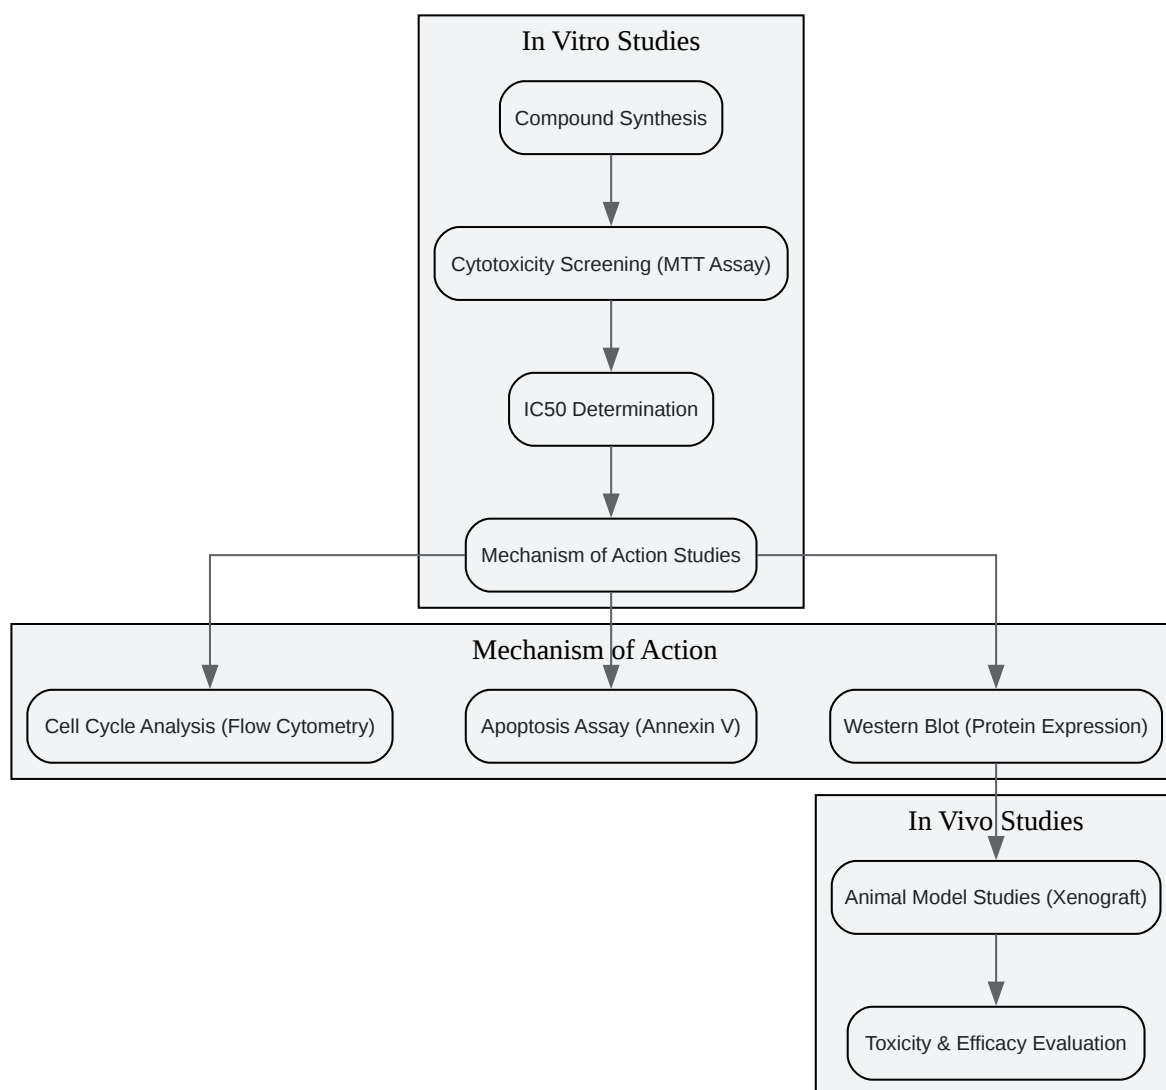 In Vitro Studies
Compound Synthesis
Cytotoxicity Screening (MTT Assay)
IC50 Determination
Mechanism of Action Studies
Mechanism of Action
Cell Cycle Analysis (Flow Cytometry)
Apoptosis Assay (Annexin V)
Western Blot (Protein Expression)
In Vivo Studies
Animal Model Studies (Xenograft)
Toxicity & Efficacy Evaluation